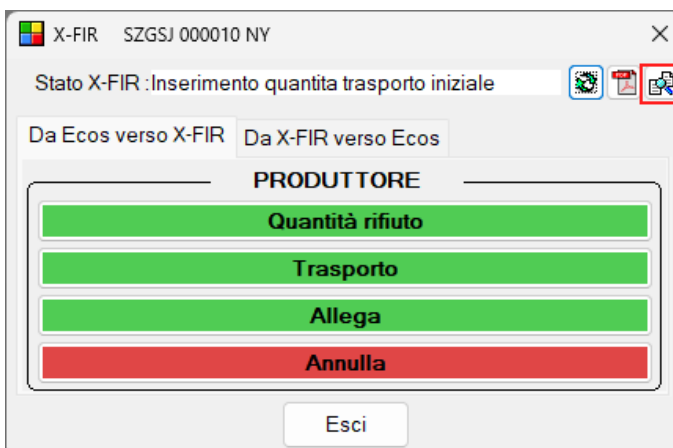 X-FIR SZGSJ 000010 NY
Stato X-FIR :Inserimento quantita trasporto iniziale
Da Ecos verso X-FIR Da X-FIR verso Ecos
PRODUTTORE
Quantità rifiuto
Trasporto
Allega
Annulla
Esci